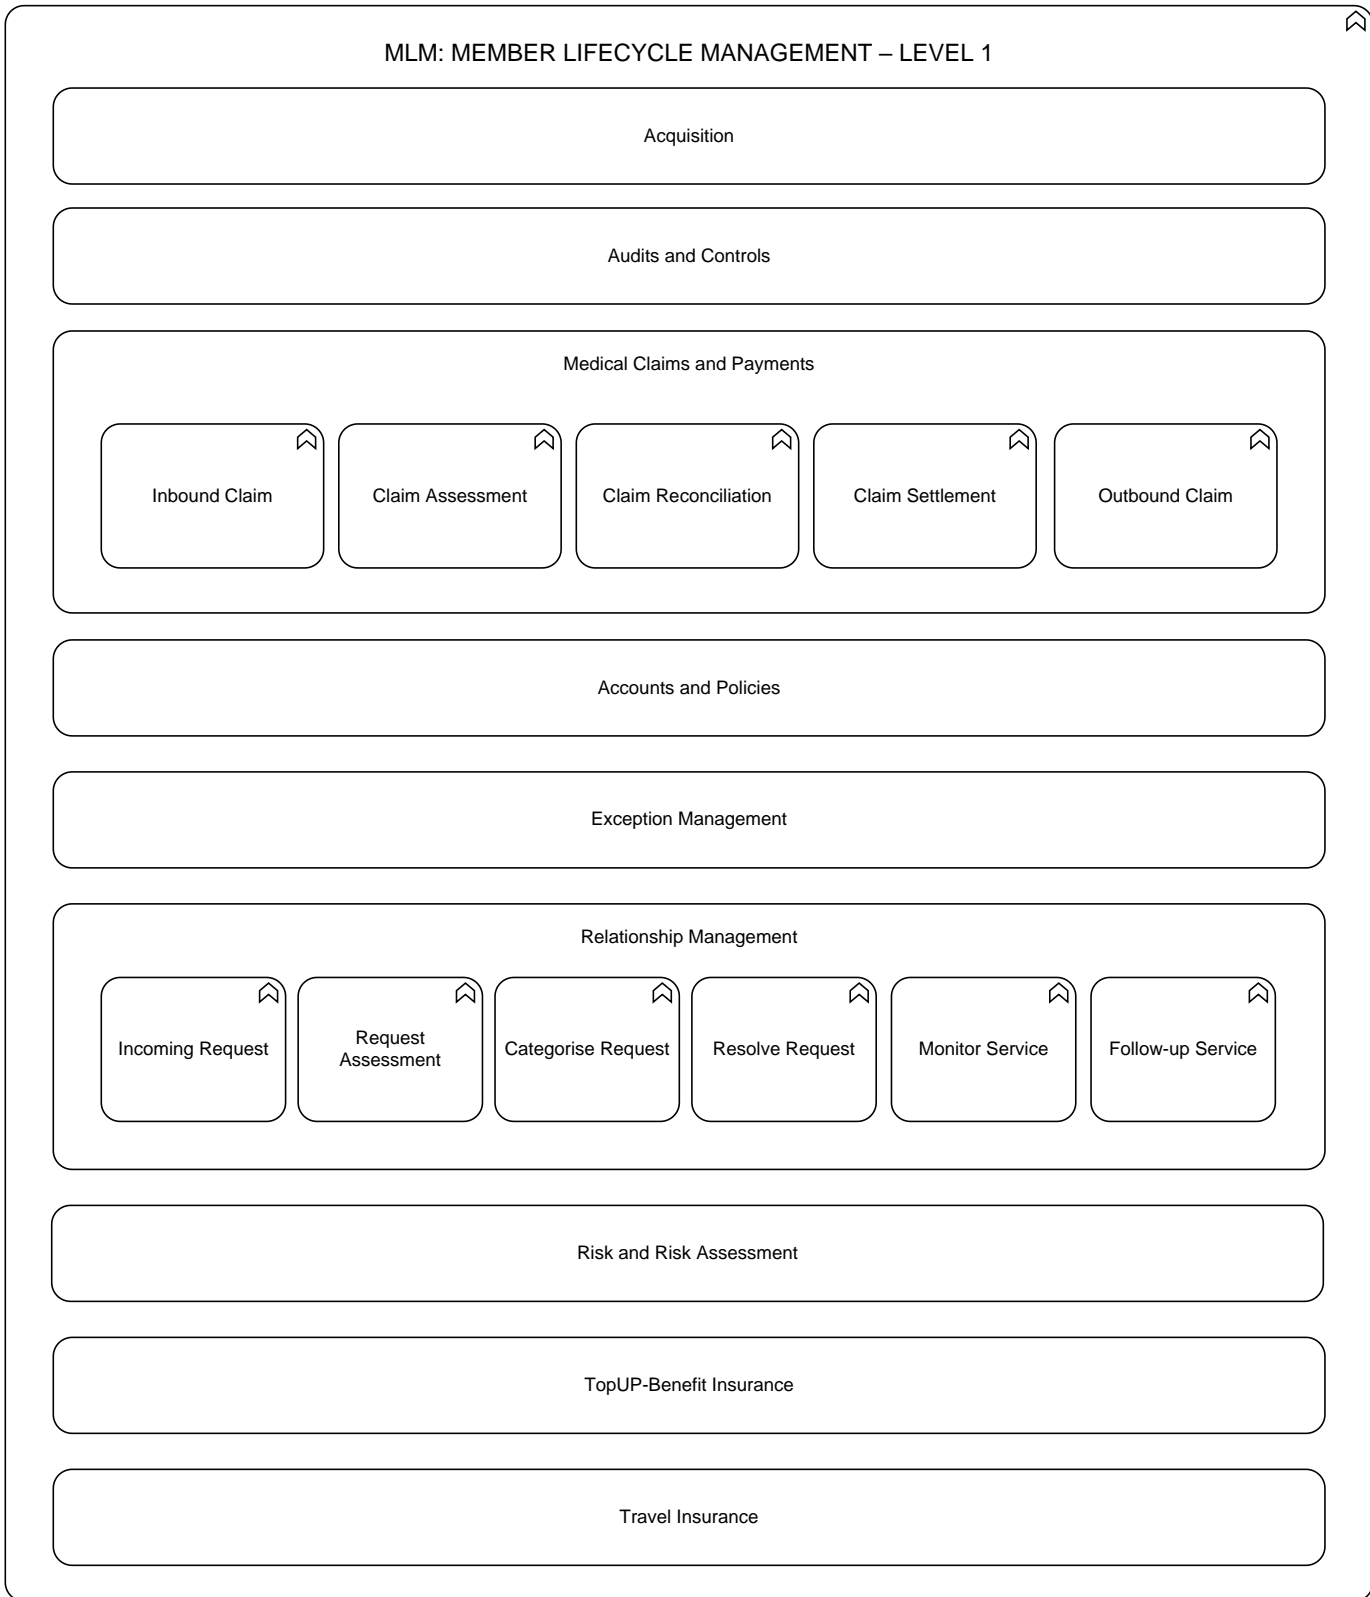 MLM: MEMBER LIFECYCLE MANAGEMENT – LEVEL 1
Acquisition
Audits and Controls
Medical Claims and Payments
Inbound Claim
Claim Assessment
Claim Reconciliation
Claim Settlement
Outbound Claim
Accounts and Policies
Exception Management
Relationship Management
Incoming Request
Request
Assessment
Categorise Request
Resolve Request
Monitor Service
Follow-up Service
Risk and Risk Assessment
TopUP-Benefit Insurance
Travel Insurance